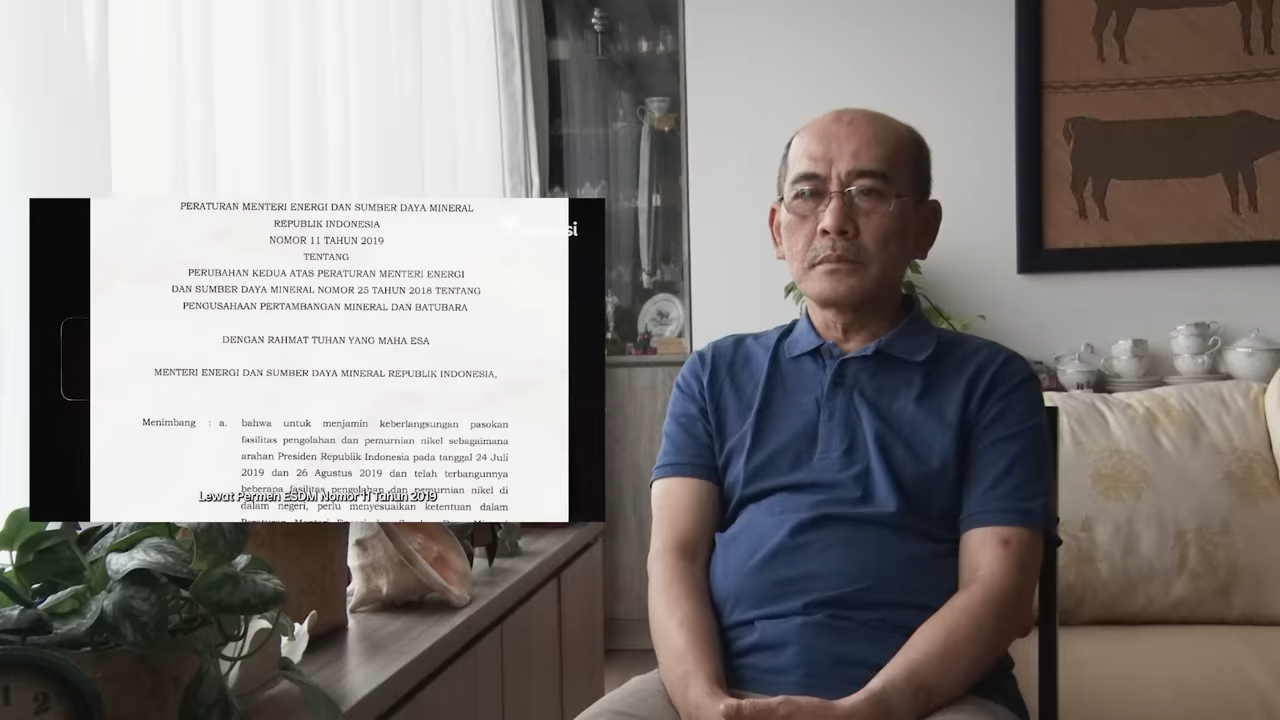 PERATURAN MENTERI ENERGI DAN SUMBER DAYA MINERAL
REPUBLIK INDONESIA
NOMOR 11 TAHUN 2019
TENTANG
PERUBAHAN KEDUA ATAS PERATURAN MENTERI ENERGI
DAN SUMBER DAYA MINERAL NOMOR 25 TAHUN 2018 TENTANG
PENGUSAHAAN PERTAMBANGAN MINERAL DAN BATUBARA
DENGAN RAHMAT TUHAN YANG MAHA ESA
MENTERI ENERGI DAN SUMBER DAYA MINERAL REPUBLIK INDONESIA,
Menimbang : a. bahwa untuk menjamin keberlangsungan pasokan
fasilitas pengolahan dan pemurnian nikel sebagaimana
arahan Presiden Republik Indonesia pada tanggal 24 Juli
2019 dan 26 Agustus 2019 dan telah terbangunnya
beberapa fasilitas pengolahan dan pemurnian nikel di
dalam negeri, perlu menyesuaikan ketentuan dalam
Lewat Permen ESDM Nomor 11 Tahun 2019
si
1 2